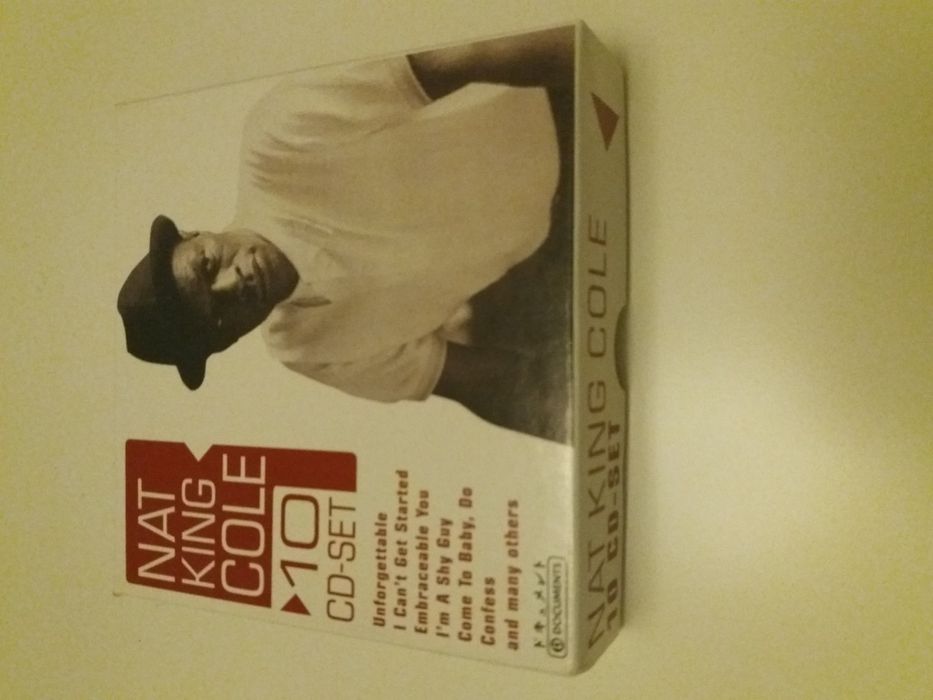 NAT
KING
COLE
10
CD-SET
Unforgettable
I Can't Get Started
Embraceable You
I'm A Shy Guy
Come To Baby, Do
Confess
and many others
DOCUMENTS
NAT KING COLE
10 CD-SET